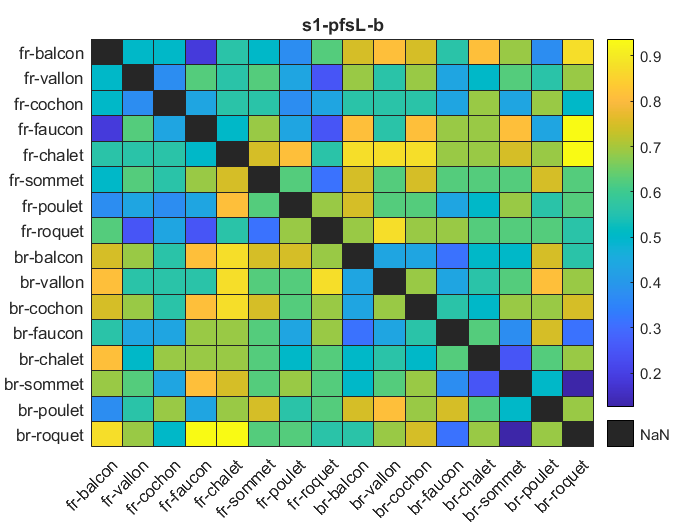 s1-pfsL-b
fr-balcon
fr-vallon
fr-cochon
fr-faucon
fr-chalet
fr-sommet
fr-poulet
fr-roquet
br-balcon
br-vallon
br-cochon
br-faucon
br-chalet
br-sommet
br-poulet
br-roquet
fr-balcon
fr-vallon
fr-cochon
fr-faucon
fr-chalet
fr-sommet
fr-poulet
fr-roquet
br-balcon
br-vallon
br-cochon
br-faucon
br-chalet
br-sommet
br-poulet
br-roquet
0.9
0.8
0.7
0.6
0.5
0.4
0.3
0.2
NaN